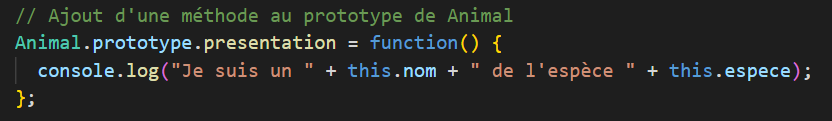 // Ajout d'une méthode au prototype de Animal
Animal.prototype.presentation = function() {
console.log("Je suis un " + this.nom + " de l'espèce " + this.espece);
};